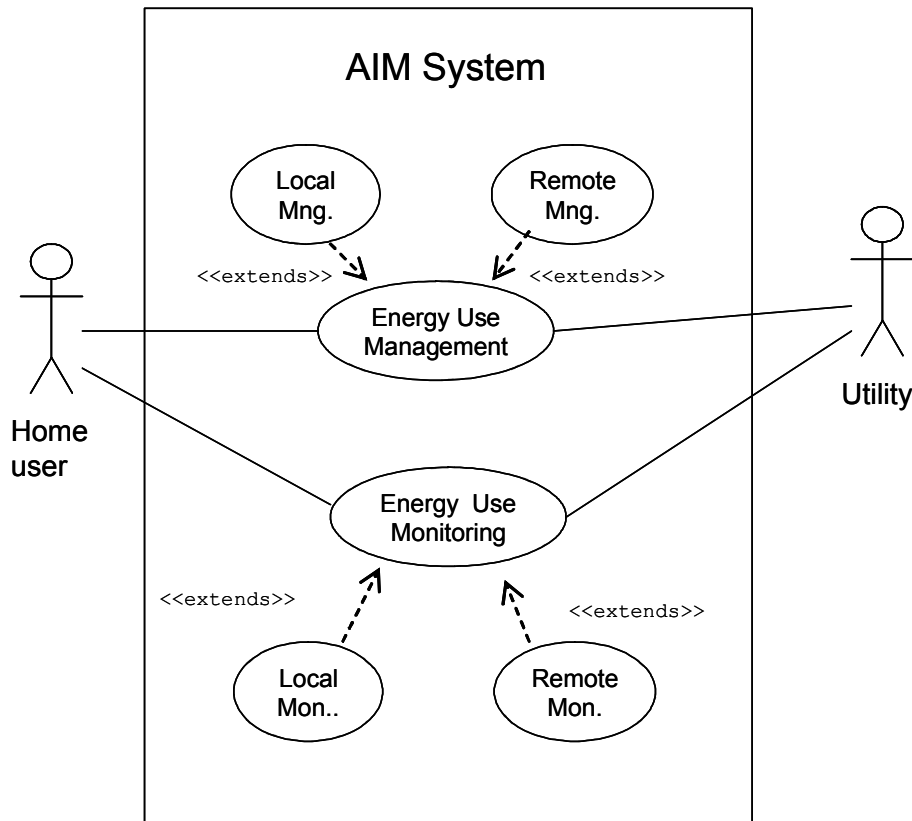 AIM System
Local
Mng.
Remote
Mng.
<<extends>>
<<extends>>
Energy Use
Management
Home
user
Utility
Energy Use
Monitoring
<<extends>>
<<extends>>
Local
Mon..
Remote
Mon.